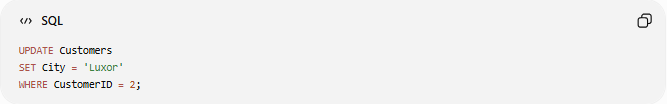 </> SQL
UPDATE Customers
SET City = 'Luxor'
WHERE CustomerID = 2;